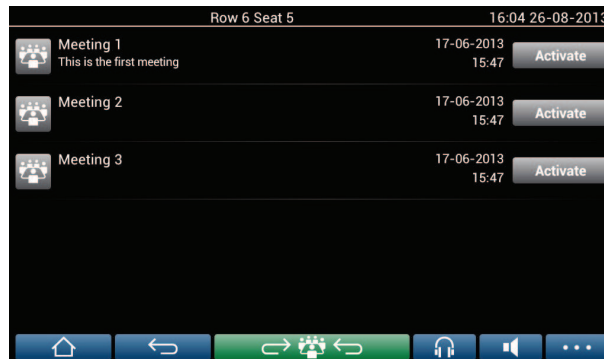 Row 6 Seat 5 16:04 26-08-2013
Meeting 1 17-06-2013
This is the first meeting 15:47 Activate
Meeting 2 17-06-2013
15:47 Activate
Meeting 3 17-06-2013
15:47 Activate